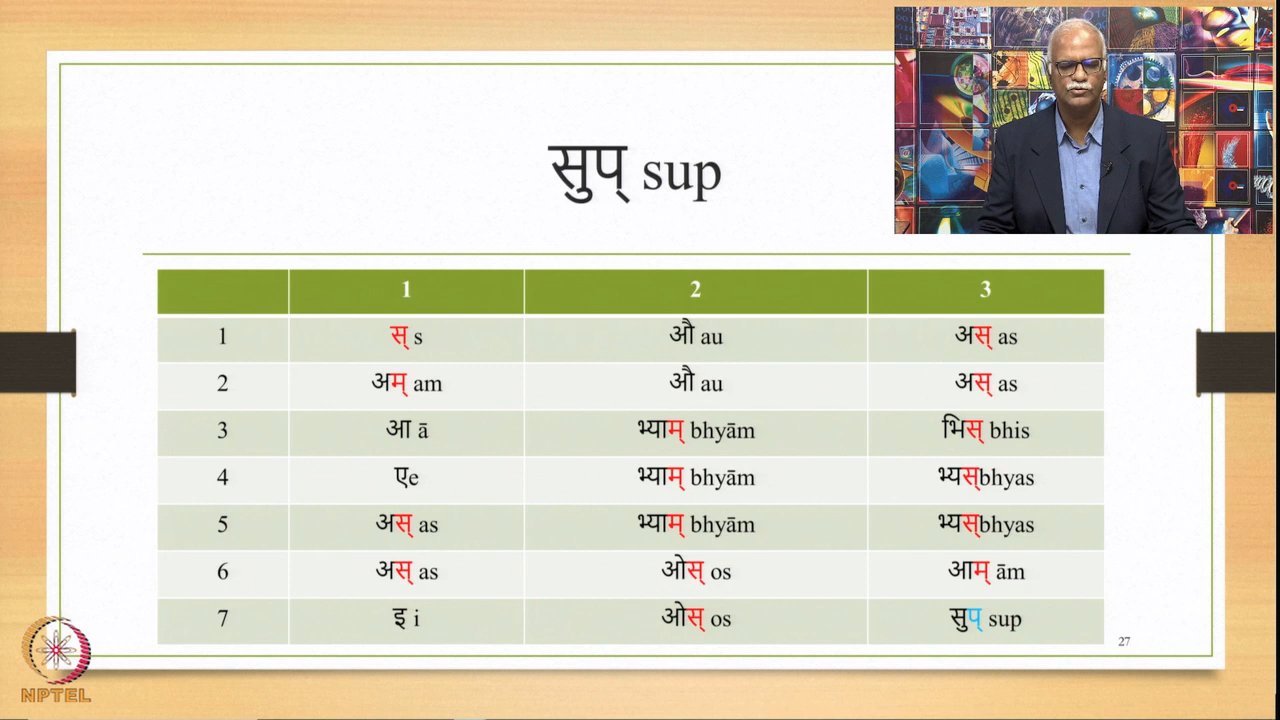 सुप् sup
1 2 3
1 स् s औ au अस् as
2 अम् am औ au अस् as
3 आ ā भ्याम् bhyām भिस् bhis
4 एe भ्याम् bhyām भ्यस्bhyas
5 अस् as भ्याम् bhyām भ्यस्bhyas
6 अस् as ओस् os आम् ām
7 इ i ओस् os सुप् sup
27
NPTEL